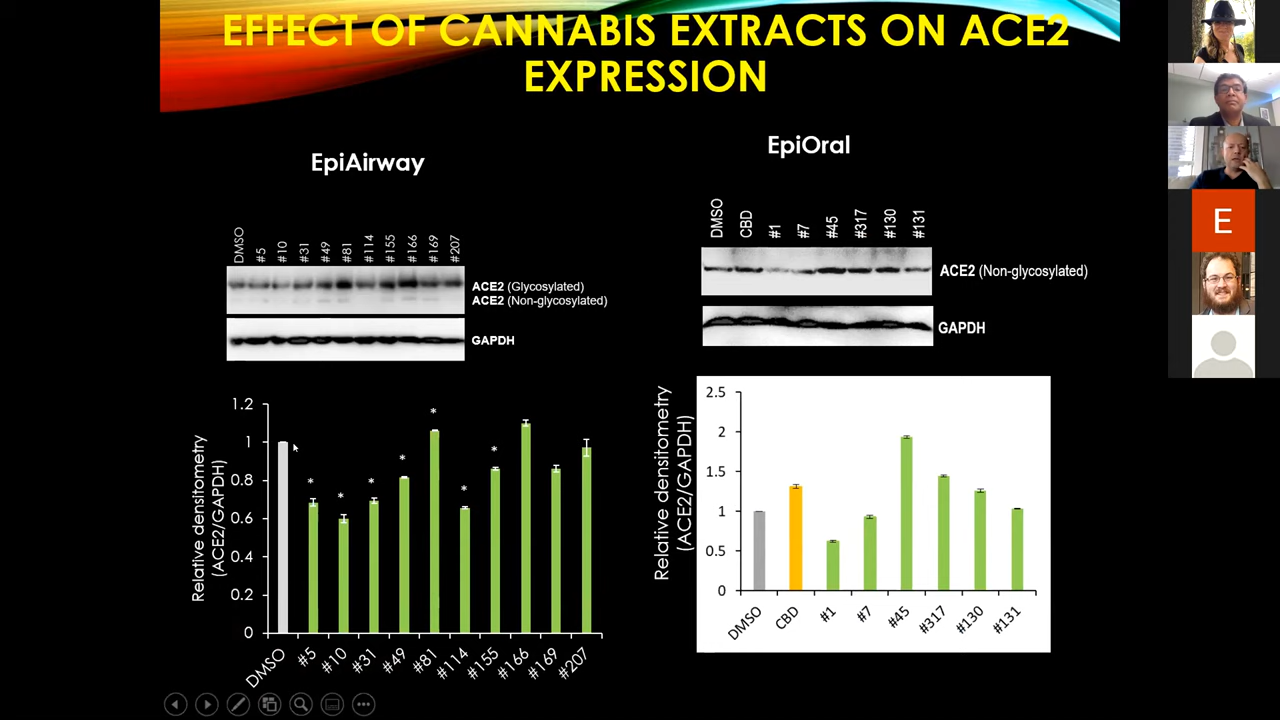 EFFECT OF CANNABIS EXTRACTS ON ACE2
EXPRESSION
EpiAirway
DMSO
#5
#10
#31
#49
#81
#114
#155
#166
#169
#207
ACE2 (Glycosylated)
ACE2 (Non-glycosylated)
GAPDH
Relative densitometry
(ACE2/GAPDH)
1.2
1
0.8
0.6
0.4
0.2
0
*
*
*
*
*
*
*
DMSO
#5
#10
#31
#49
#81
#114
#155
#166
#169
#207
EpiOral
DMSO
CBD
#1
#7
#45
#317
#130
#131
ACE2 (Non-glycosylated)
GAPDH
Relative densitometry
(ACE2/GAPDH)
2.5
2
1.5
1
0.5
0
DMSO
CBD
#1
#7
#45
#317
#130
#131
E